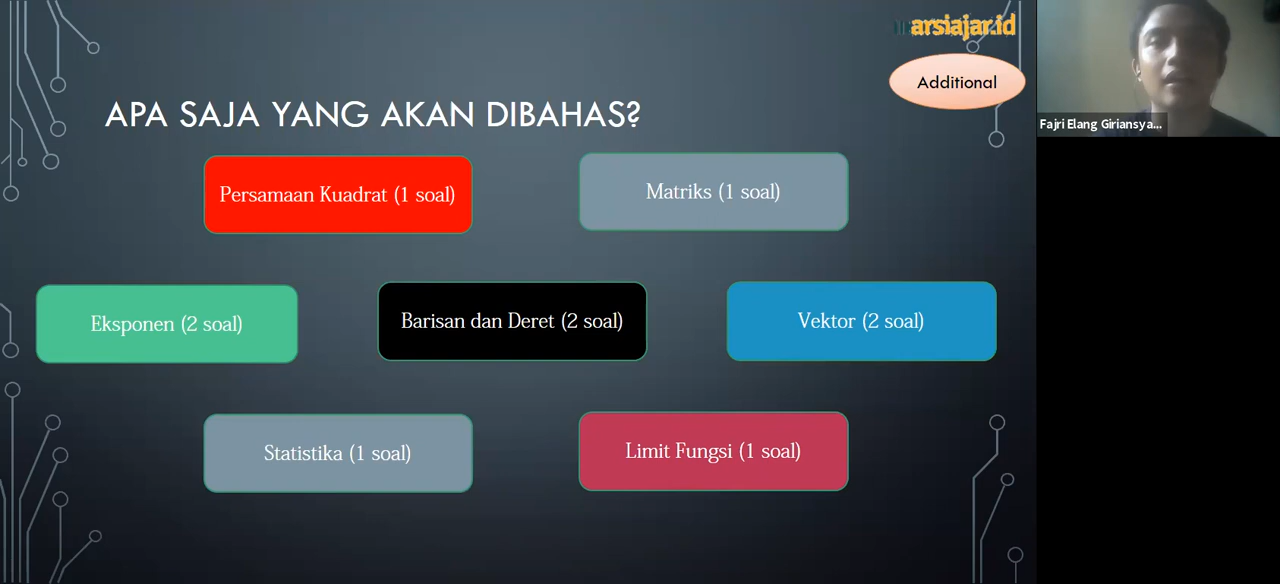 arsiajar.id
Additional
APA SAJA YANG AKAN DIBAHAS?
Fajri Elang Giriansya...
Persamaan Kuadrat (1 soal)
Matriks (1 soal)
Eksponen (2 soal)
Barisan dan Deret (2 soal)
Vektor (2 soal)
Statistika (1 soal)
Limit Fungsi (1 soal)